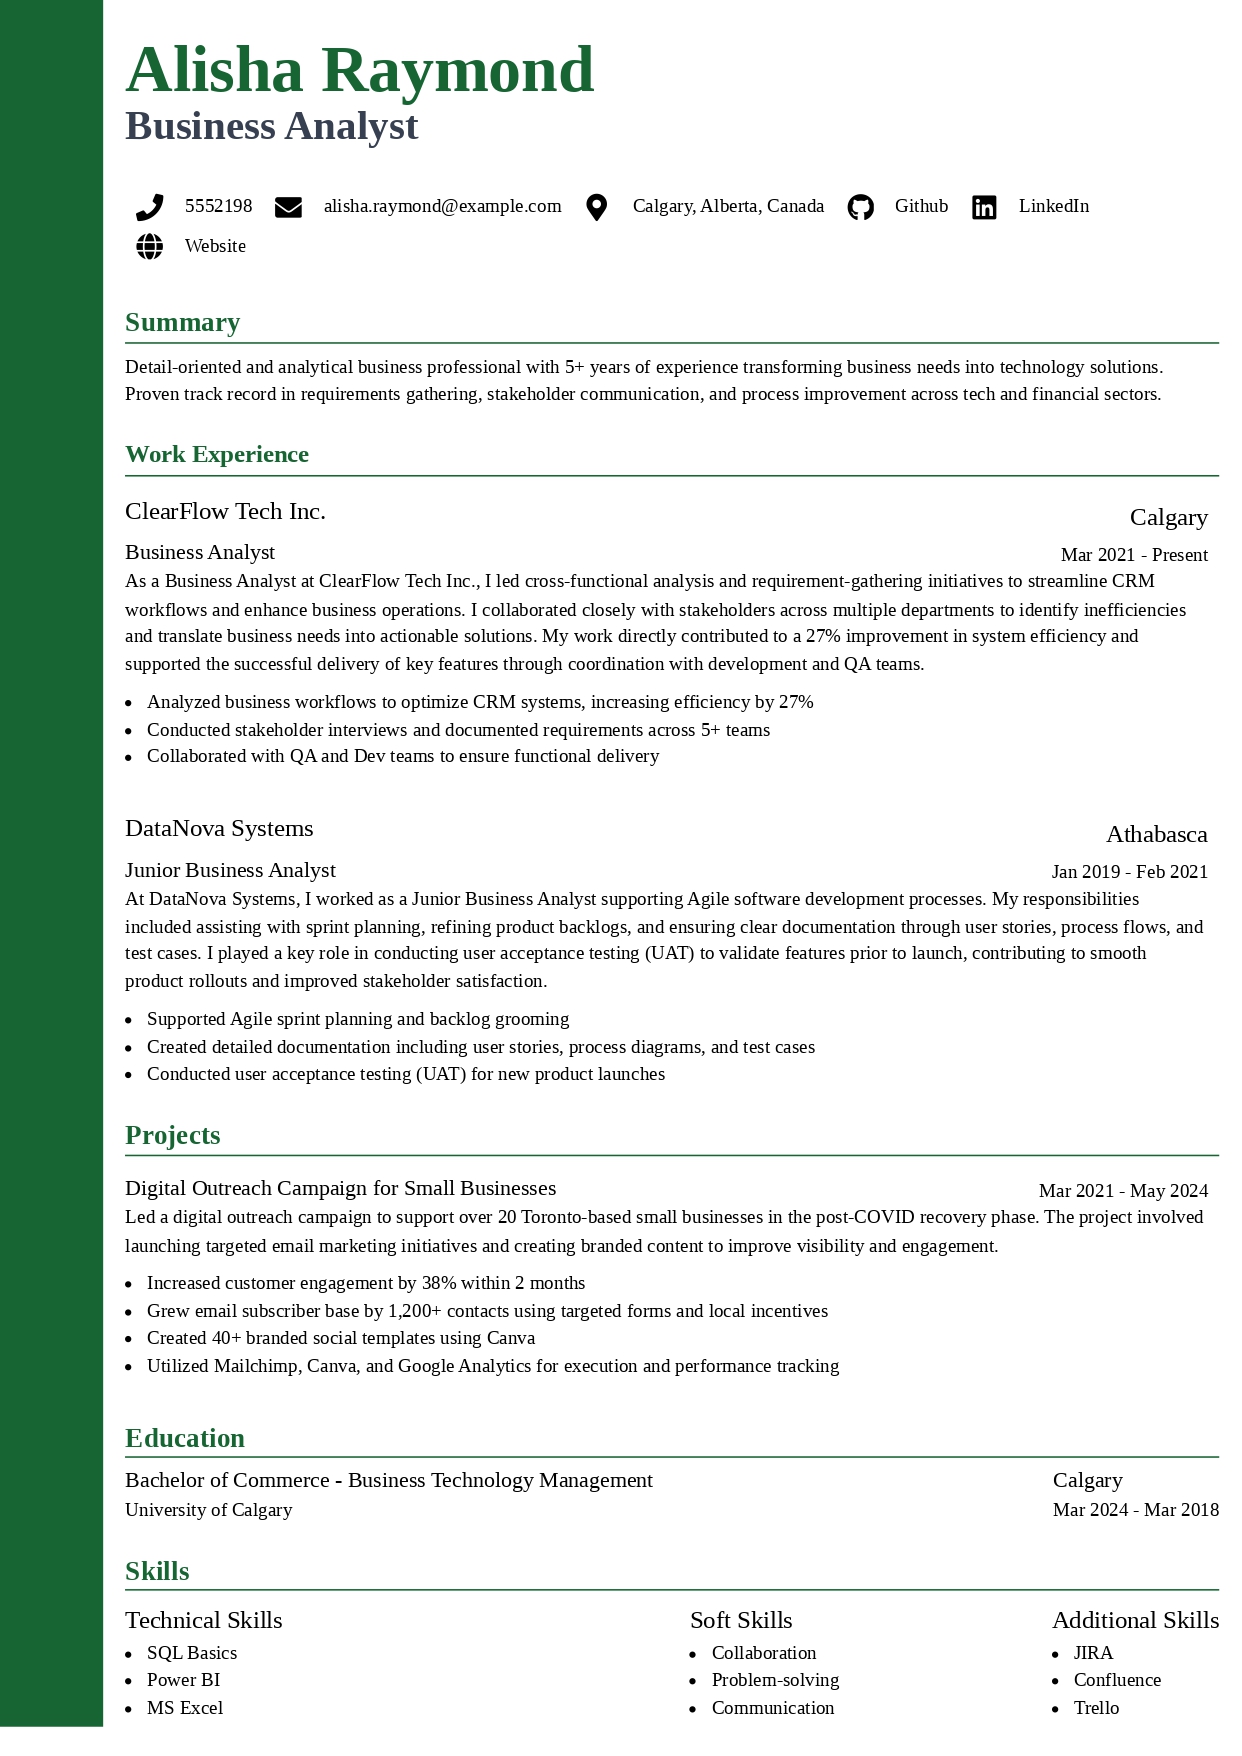 Alisha Raymond
Business Analyst
5552198 alisha.raymond@example.com Calgary, Alberta, Canada Github LinkedIn
Website
Summary
Detail-oriented and analytical business professional with 5+ years of experience transforming business needs into technology solutions.
Proven track record in requirements gathering, stakeholder communication, and process improvement across tech and financial sectors.
Work Experience
ClearFlow Tech Inc. Calgary
Business Analyst Mar 2021 - Present
As a Business Analyst at ClearFlow Tech Inc., I led cross-functional analysis and requirement-gathering initiatives to streamline CRM
workflows and enhance business operations. I collaborated closely with stakeholders across multiple departments to identify inefficiencies
and translate business needs into actionable solutions. My work directly contributed to a 27% improvement in system efficiency and
supported the successful delivery of key features through coordination with development and QA teams.
• Analyzed business workflows to optimize CRM systems, increasing efficiency by 27%
• Conducted stakeholder interviews and documented requirements across 5+ teams
• Collaborated with QA and Dev teams to ensure functional delivery
DataNova Systems Athabasca
Junior Business Analyst Jan 2019 - Feb 2021
At DataNova Systems, I worked as a Junior Business Analyst supporting Agile software development processes. My responsibilities
included assisting with sprint planning, refining product backlogs, and ensuring clear documentation through user stories, process flows, and
test cases. I played a key role in conducting user acceptance testing (UAT) to validate features prior to launch, contributing to smooth
product rollouts and improved stakeholder satisfaction.
• Supported Agile sprint planning and backlog grooming
• Created detailed documentation including user stories, process diagrams, and test cases
• Conducted user acceptance testing (UAT) for new product launches
Projects
Digital Outreach Campaign for Small Businesses Mar 2021 - May 2024
Led a digital outreach campaign to support over 20 Toronto-based small businesses in the post-COVID recovery phase. The project involved
launching targeted email marketing initiatives and creating branded content to improve visibility and engagement.
• Increased customer engagement by 38% within 2 months
• Grew email subscriber base by 1,200+ contacts using targeted forms and local incentives
• Created 40+ branded social templates using Canva
• Utilized Mailchimp, Canva, and Google Analytics for execution and performance tracking
Education
Bachelor of Commerce - Business Technology Management Calgary
University of Calgary Mar 2024 - Mar 2018
Skills
Technical Skills Soft Skills Additional Skills
• SQL Basics • Collaboration • JIRA
• Power BI • Problem-solving • Confluence
• MS Excel • Communication • Trello